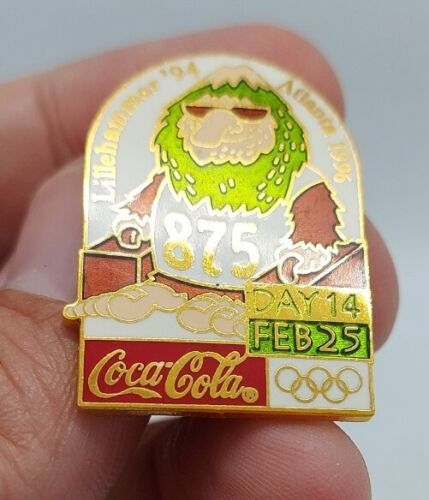 Lillehammer '94
Atlanta 1996
875
DAY 14
FEB 25
Coca-Cola®